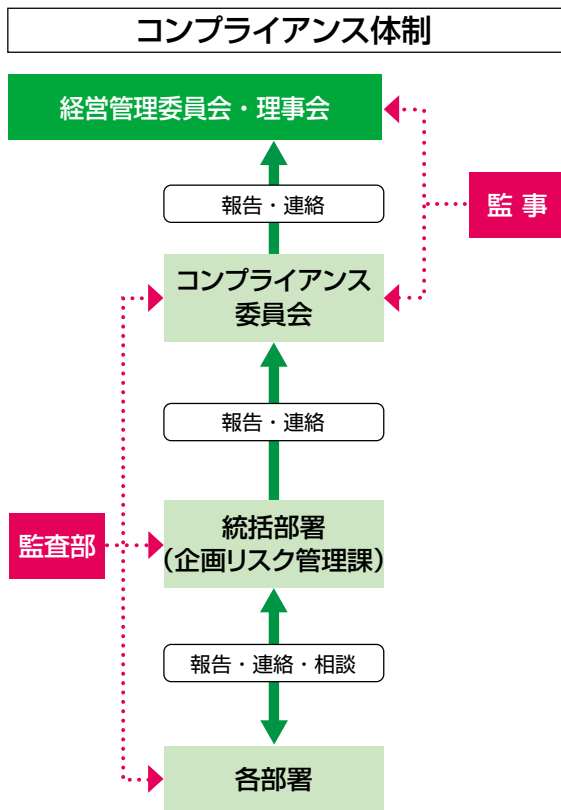 コンプライアンス体制
経営管理委員会・理事会
監事
報告・連絡
コンプライアンス
委員会
報告・連絡
監査部
統括部署
（企画リスク管理課）
報告・連絡・相談
各部署